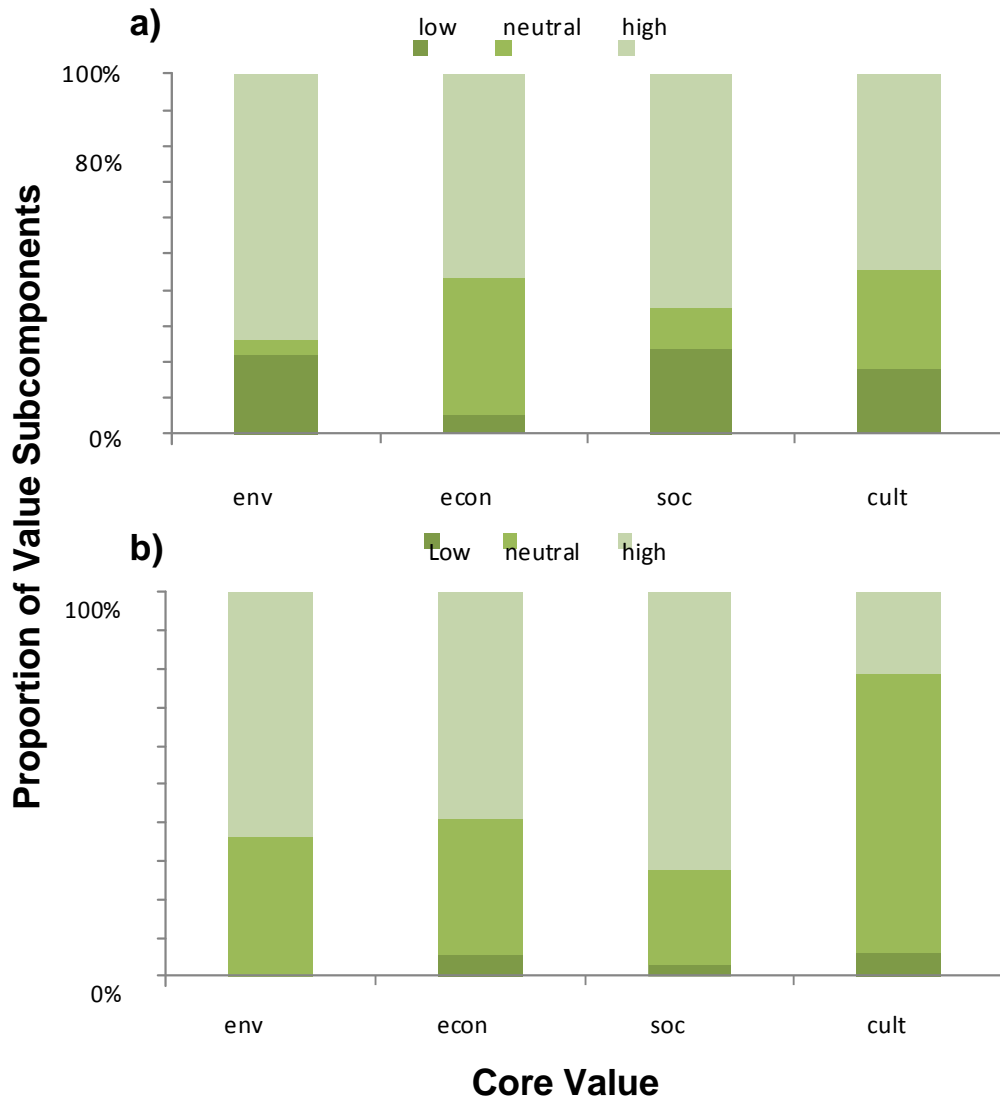 a)
low neutral high
100%
80%
0%
env econ soc cult
b)
Low neutral high
100%
0%
env econ soc cult
Core Value
Proportion of Value Subcomponents